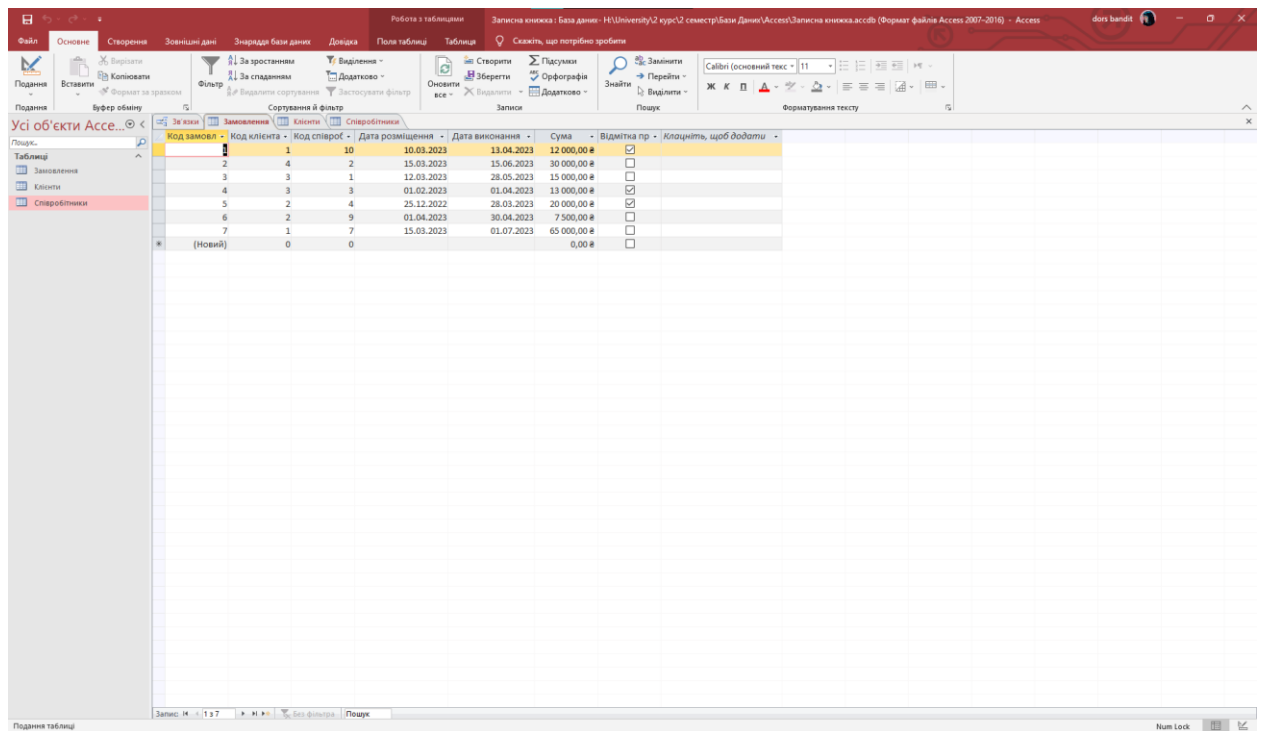 Робота з таблицями Записна книжка : База даних- H:\University\2 курс\2 семестр\Бази Даних\Access\Записна книжка.accdb (Формат файлів Access 2007–2016) - Access dors bandit
Файл Основне Створення Зовнішні дані Знаряддя бази даних Довідка Поля таблиці Таблиця Скажіть, що потрібно зробити
Вирізати За зростанням Виділення Створити Підсумки Замінити Calibri (основний текс 11
Подання Вставити Копіювати Фільтр За спаданням Додатково Оновити все Зберегти Орфографія Знайти Перейти
Формат за зразком Видалити сортування Застосувати фільтр Видалити Додатково Виділити Ж К П А
Подання Буфер обміну Сортування й фільтр Записи Пошук Форматування тексту
Усі об'єкти Acce... Зв'язки Замовлення Клієнти Співробітники
Пошук... Код замовл Код клієнта Код співроб Дата розміщення Дата виконання Сума Відмітка пр Клацніть, щоб додати
Таблиці 1 1 10 10.03.2023 13.04.2023 12 000,00 ₴
Замовлення 2 4 2 15.03.2023 15.06.2023 30 000,00 ₴
3 3 1 12.03.2023 28.05.2023 15 000,00 ₴
Клієнти 4 3 3 01.02.2023 01.04.2023 13 000,00 ₴
Співробітники 5 2 4 25.12.2022 28.03.2023 20 000,00 ₴
6 2 9 01.04.2023 30.04.2023 7 500,00 ₴
7 1 7 15.03.2023 01.07.2023 65 000,00 ₴
(Новий) 0 0 0,00 ₴
Запис: 1 з 7 Без фільтра Пошук
Подання таблиці Num Lock